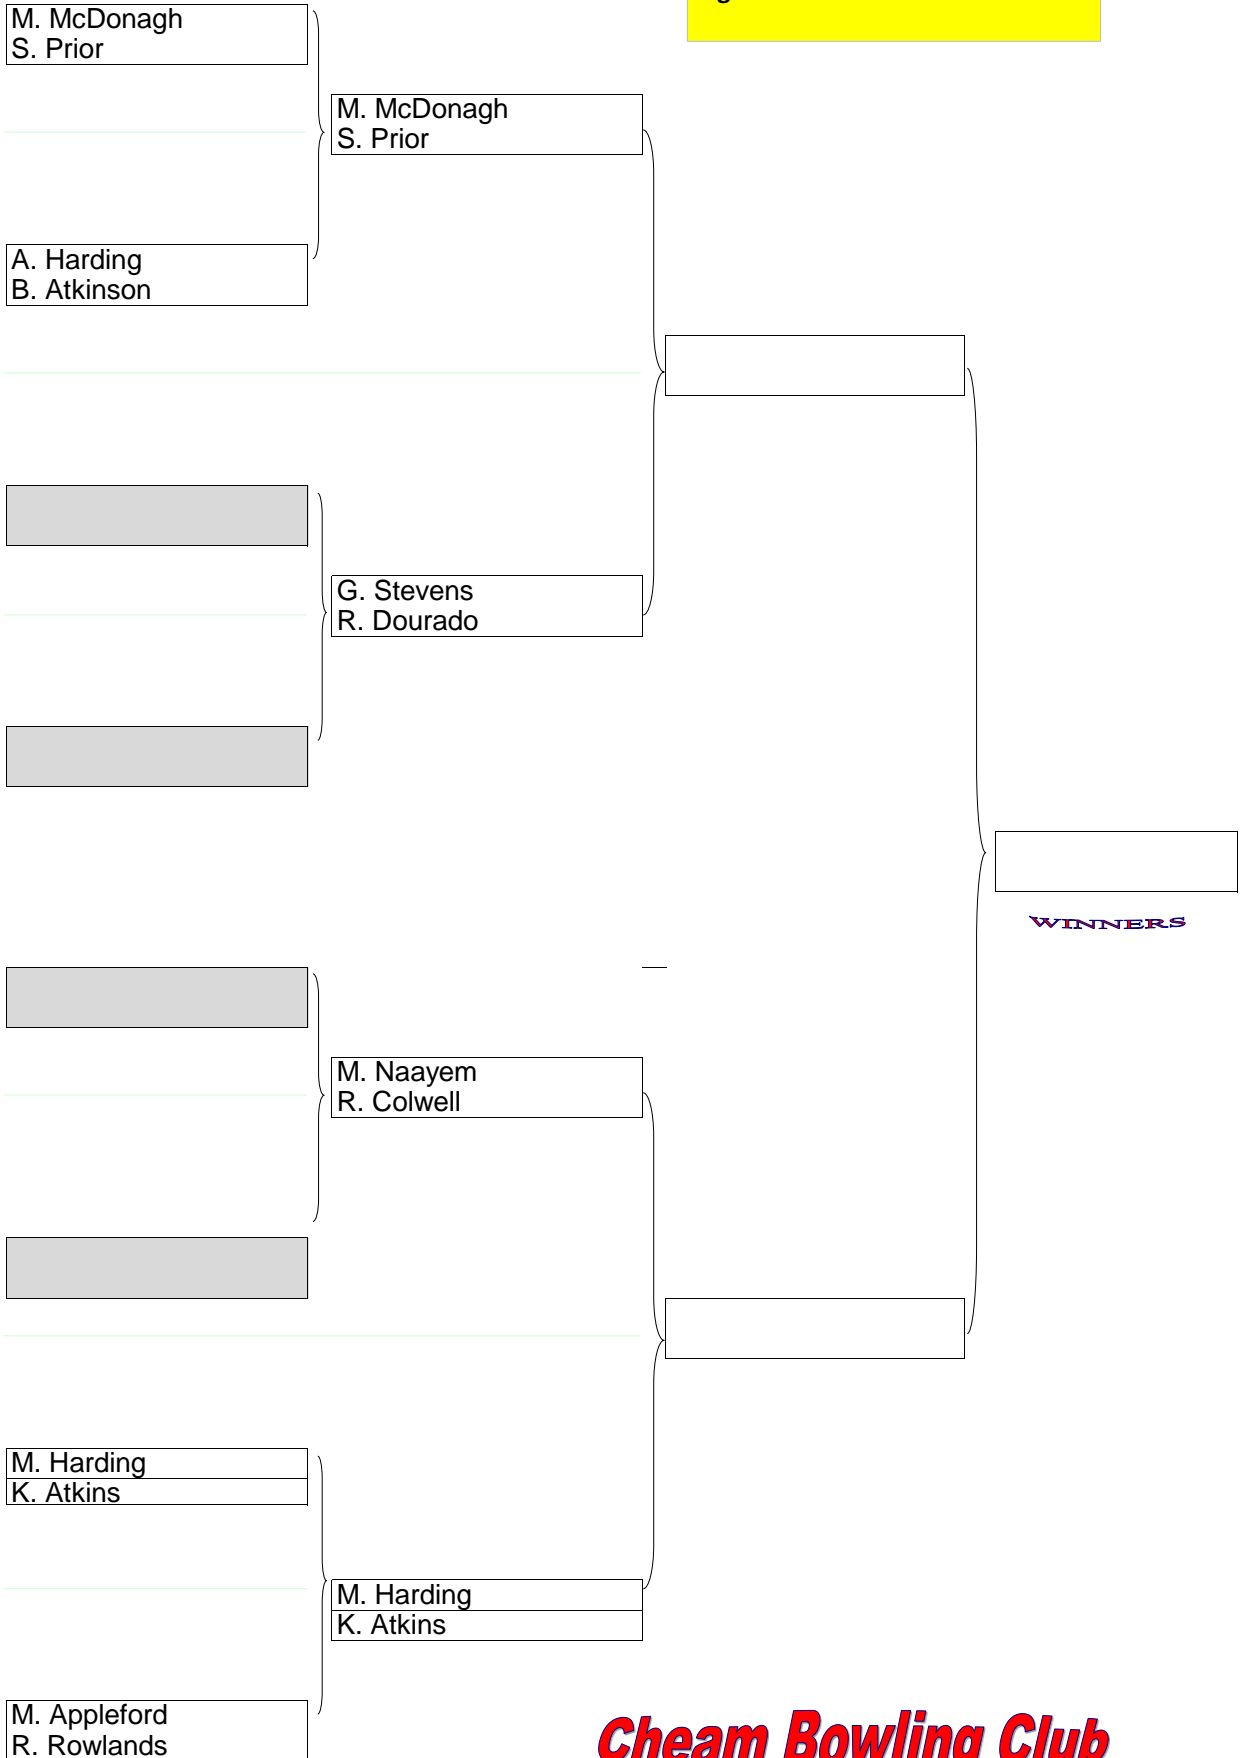 M. McDonagh
S. Prior
M. McDonagh
S. Prior
A. Harding
B. Atkinson
G. Stevens
R. Dourado
WINNERS
M. Naayem
R. Colwell
M. Harding
K. Atkins
M. Harding
K. Atkins
M. Appleford
R. Rowlands
Cheam Bowling Club